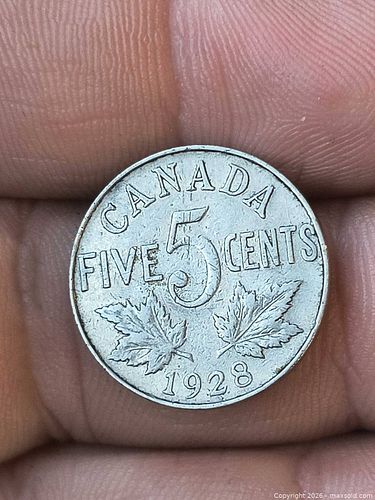 CANADA
FIVE 5 CENTS
1928
Copyright 2026 - maxsold.com